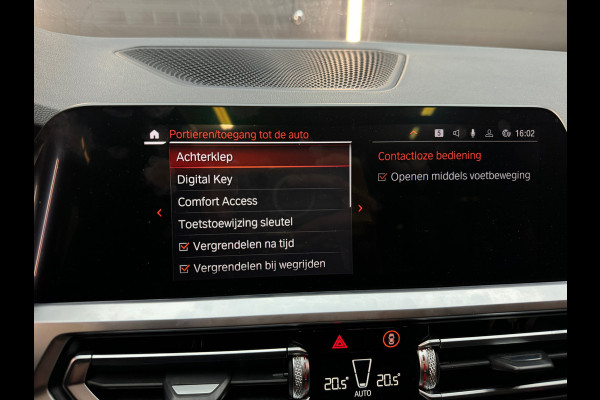 Portieren/toegang tot de auto
S
16:02
Achterklep
Digital Key
Comfort Access
Toetstoewijzing sleutel
Vergrendelen na tijd
Vergrendelen bij wegrijden
Contactloze bediening
Openen middels voetbeweging
20.5°
AUTO
20.5°